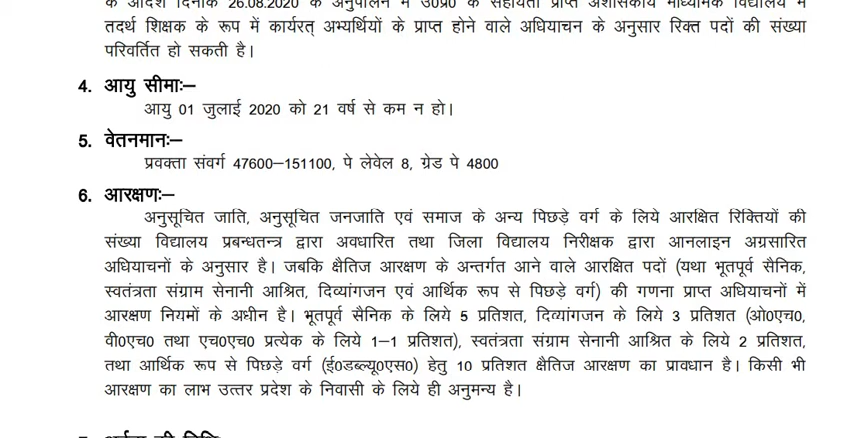 के आदेश दिनांक 26.08.2020 के अनुपालन में उ0प्र0 के सहायता प्राप्त अशासकीय माध्यमिक विद्यालय में
तदर्थ शिक्षक के रूप में कार्यरत् अभ्यर्थियों के प्राप्त होने वाले अधियाचन के अनुसार रिक्त पदों की संख्या
परिवर्तित हो सकती है।
4. आयु सीमाः–
आयु 01 जुलाई 2020 को 21 वर्ष से कम न हो।
5. वेतनमानः–
प्रवक्ता संवर्ग 47600–151100, पे लेवेल 8, ग्रेड पे 4800
6. आरक्षणः–
अनुसूचित जाति, अनुसूचित जनजाति एवं समाज के अन्य पिछड़े वर्ग के लिये आरक्षित रिक्तियों की
संख्या विद्यालय प्रबन्धतन्त्र द्वारा अवधारित तथा जिला विद्यालय निरीक्षक द्वारा आनलाइन अग्रसारित
अधियाचनों के अनुसार है। जबकि क्षैतिज आरक्षण के अन्तर्गत आने वाले आरक्षित पदों (यथा भूतपूर्व सैनिक,
स्वतंत्रता संग्राम सेनानी आश्रित, दिव्यांगजन एवं आर्थिक रूप से पिछड़े वर्ग) की गणना प्राप्त अधियाचनों में
आरक्षण नियमों के अधीन है। भूतपूर्व सैनिक के लिये 5 प्रतिशत, दिव्यांगजन के लिये 3 प्रतिशत (ओ0एच0,
वी0एच0 तथा एच0एच0 प्रत्येक के लिये 1–1 प्रतिशत), स्वतंत्रता संग्राम सेनानी आश्रित के लिये 2 प्रतिशत,
तथा आर्थिक रूप से पिछड़े वर्ग (ई0डब्ल्यू0एस0) हेतु 10 प्रतिशत क्षैतिज आरक्षण का प्रावधान है। किसी भी
आरक्षण का लाभ उत्तर प्रदेश के निवासी के लिये ही अनुमन्य है।